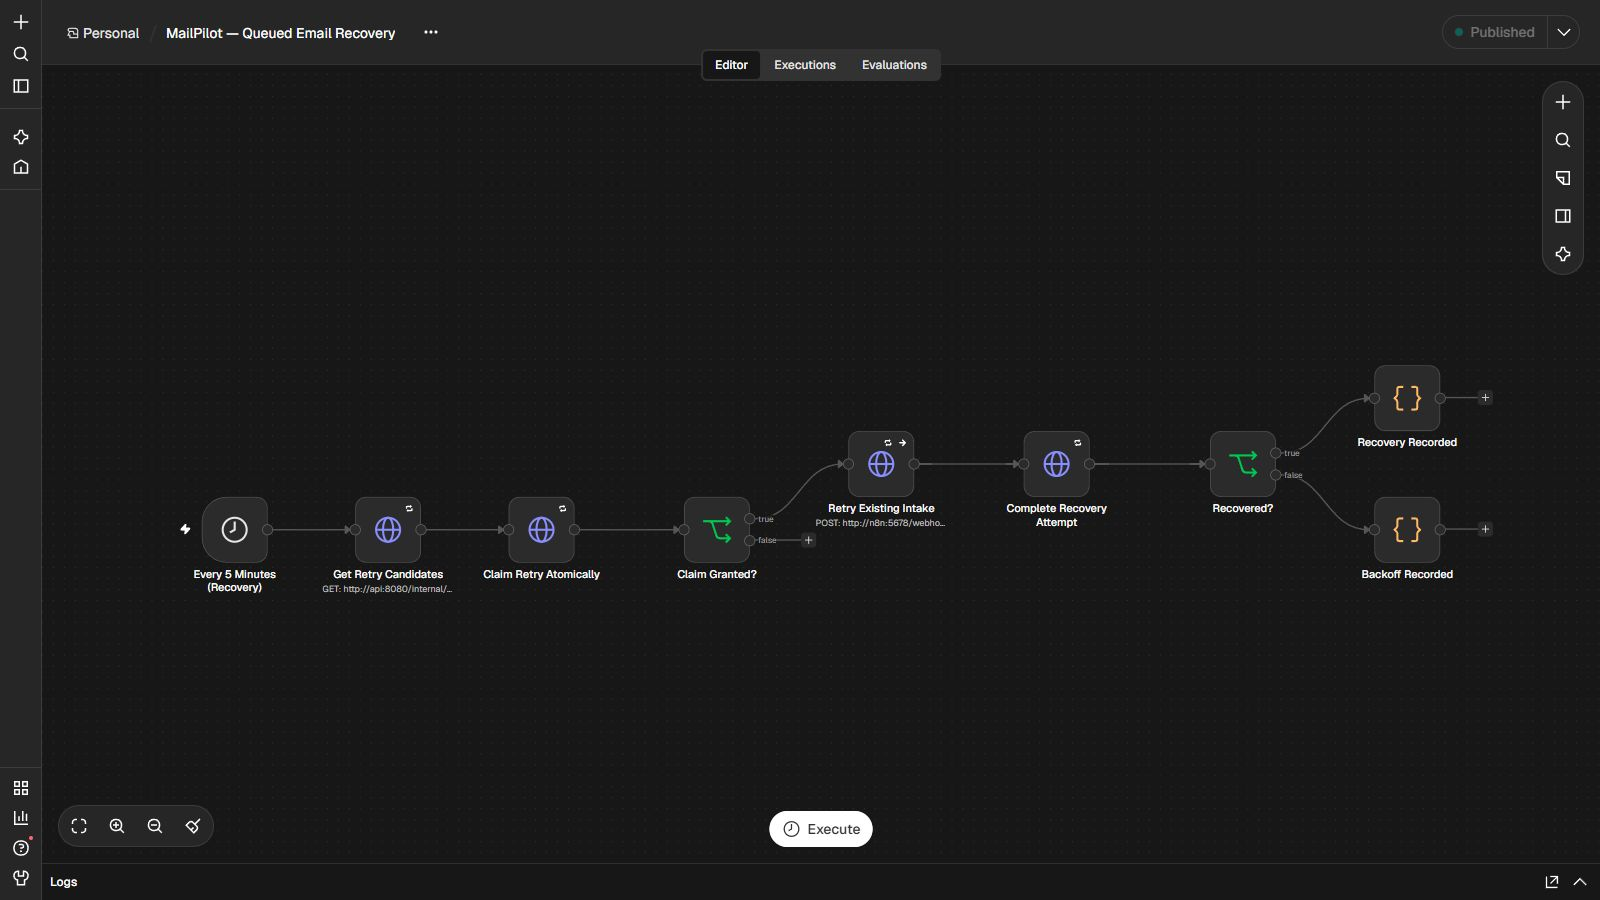 Personal / MailPilot — Queued Email Recovery
Published
Editor
Executions
Evaluations
Recovery Recorded
true
false
Retry Existing Intake
POST: http://n8n:5678/webho...
Complete Recovery
Attempt
Recovered?
true
false
Every 5 Minutes
(Recovery)
Get Retry Candidates
GET: http://api:8080/internal/...
Claim Retry Atomically
Claim Granted?
Backoff Recorded
Execute
Logs